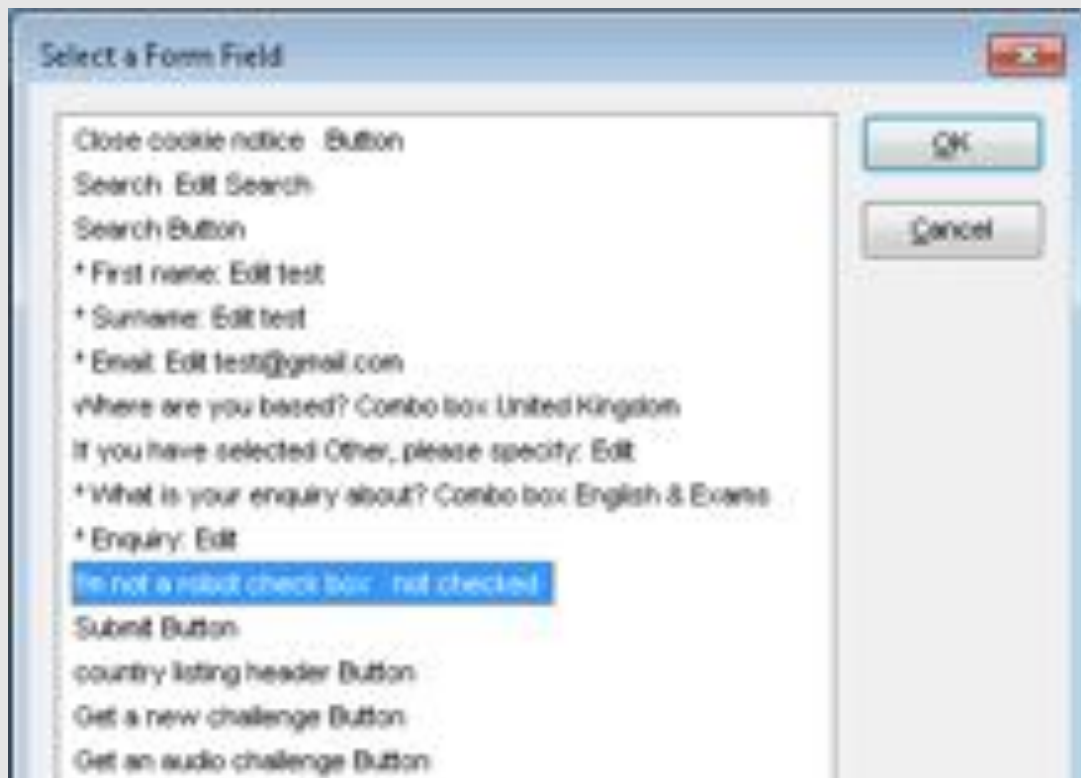 Select a Form Field
Close cookie notice Button
OK
Search Edit Search
Search Button
Cancel
* First name: Edit test
* Surname: Edit test
* Email: Edit test@gmail.com
Where are you based? Combo box United Kingdom
If you have selected Other, please specify: Edit
* What is your enquiry about? Combo box English & Exams
* Enquiry: Edit
I'm not a robot check box not checked
Submit Button
country listing header Button
Get a new challenge Button
Get an audio challenge Button